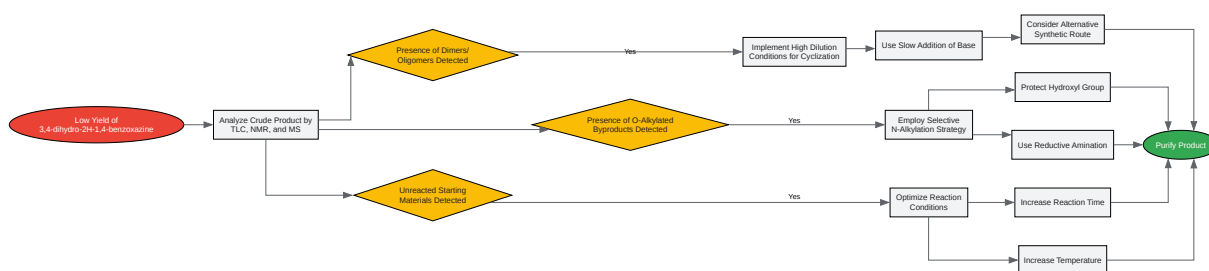 Low Yield of
3,4-dihydro-2H-1,4-benzoxazine
Analyze Crude Product by
TLC, NMR, and MS
Presence of Dimers/
Oligomers Detected
Yes
Implement High Dilution
Conditions for Cyclization
Use Slow Addition of Base
Consider Alternative
Synthetic Route
Presence of O-Alkylated
Byproducts Detected
Yes
Employ Selective
N-Alkylation Strategy
Protect Hydroxyl Group
Use Reductive Amination
Purify Product
Unreacted Starting
Materials Detected
Yes
Optimize Reaction
Conditions
Increase Reaction Time
Increase Temperature